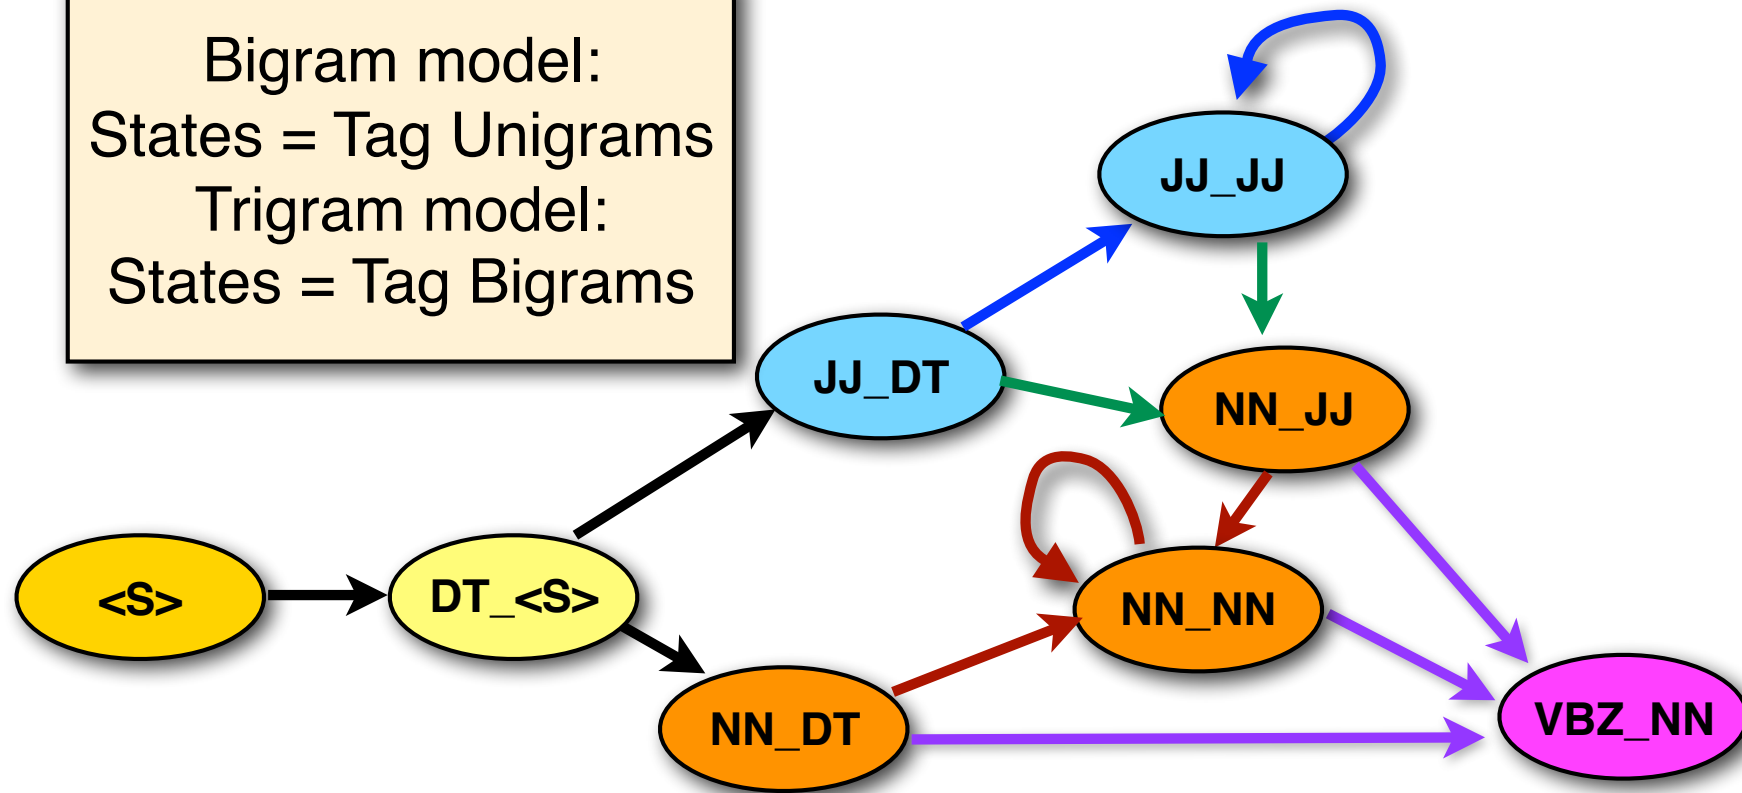 Bigram model:
States = Tag Unigrams
Trigram model:
States = Tag Bigrams
JJ_JJ
JJ_DT
NN_JJ
<S>
DT_<S>
NN_NN
NN_DT
VBZ_NN